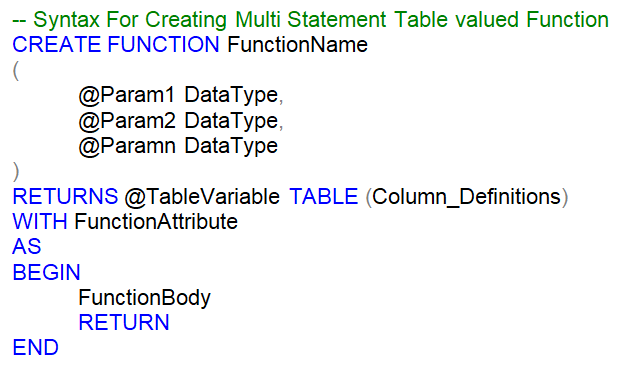 -- Syntax For Creating Multi Statement Table valued Function
CREATE FUNCTION FunctionName
(
@Param1 DataType,
@Param2 DataType,
@Paramn DataType
)
RETURNS @TableVariable TABLE (Column_Definitions)
WITH FunctionAttribute
AS
BEGIN
FunctionBody
RETURN
END